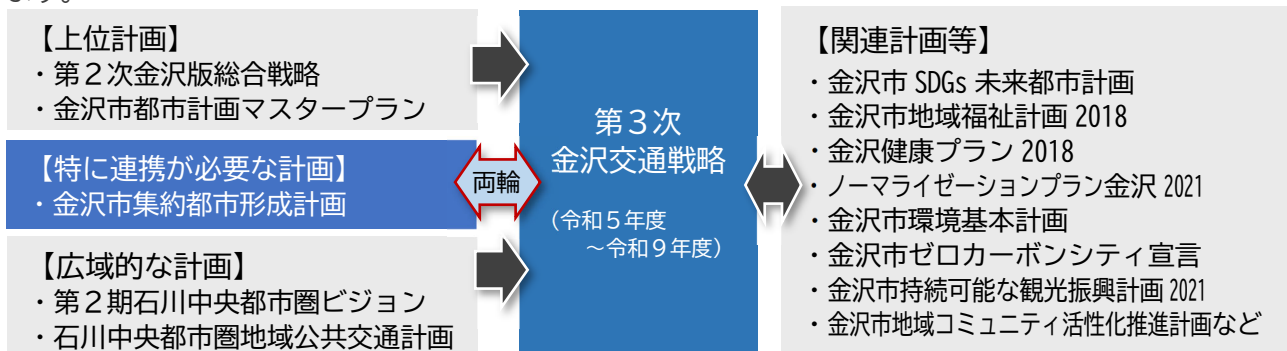 【上位計画】
・第２次金沢版総合戦略
・金沢市都市計画マスタープラン
【特に連携が必要な計画】
・金沢市集約都市形成計画
【広域的な計画】
・第２期石川中央都市圏ビジョン
・石川中央都市圏地域公共交通計画
両輪
第３次
金沢交通戦略
（令和５年度
～令和９年度）
【関連計画等】
・金沢市 SDGs 未来都市計画
・金沢市地域福祉計画 2018
・金沢健康プラン 2018
・ノーマライゼーションプラン金沢 2021
・金沢市環境基本計画
・金沢市ゼロカーボンシティ宣言
・金沢市持続可能な観光振興計画 2021
・金沢市地域コミュニティ活性化推進計画など